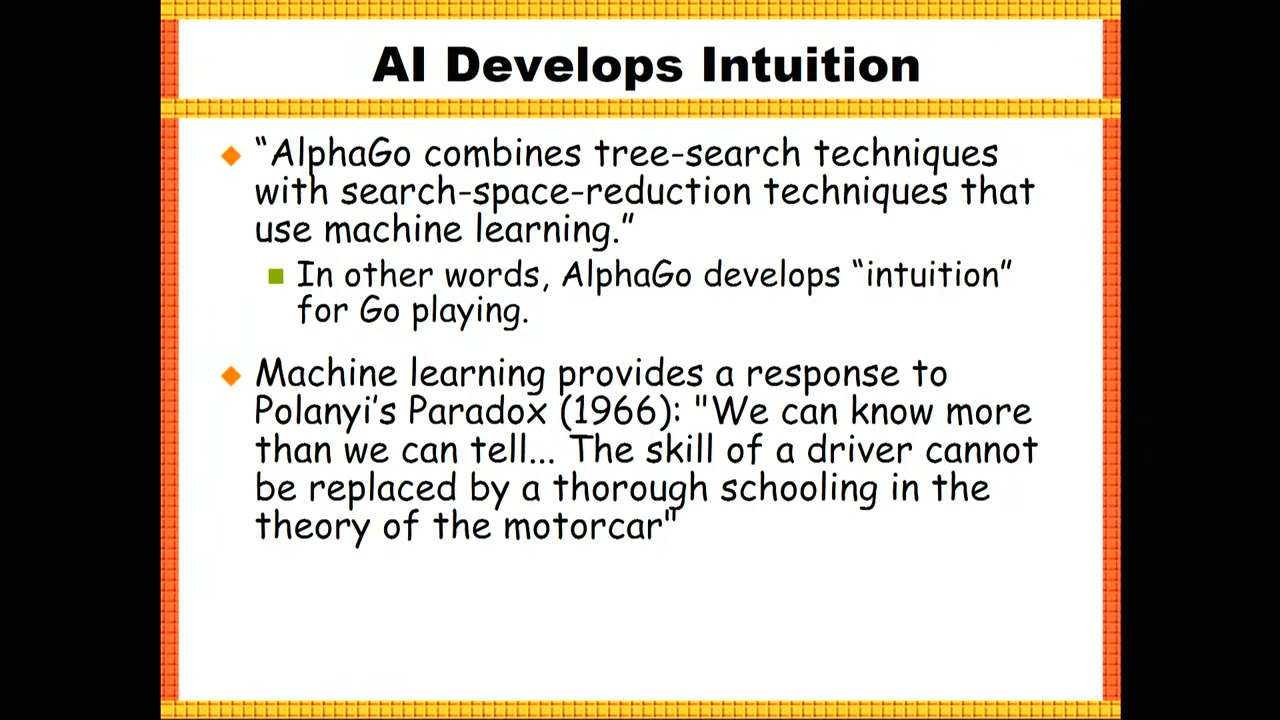 AI Develops Intuition
“AlphaGo combines tree-search techniques
with search-space-reduction techniques that
use machine learning.”
In other words, AlphaGo develops “intuition”
for Go playing.
Machine learning provides a response to
Polanyi’s Paradox (1966): "We can know more
than we can tell... The skill of a driver cannot
be replaced by a thorough schooling in the
theory of the motorcar"